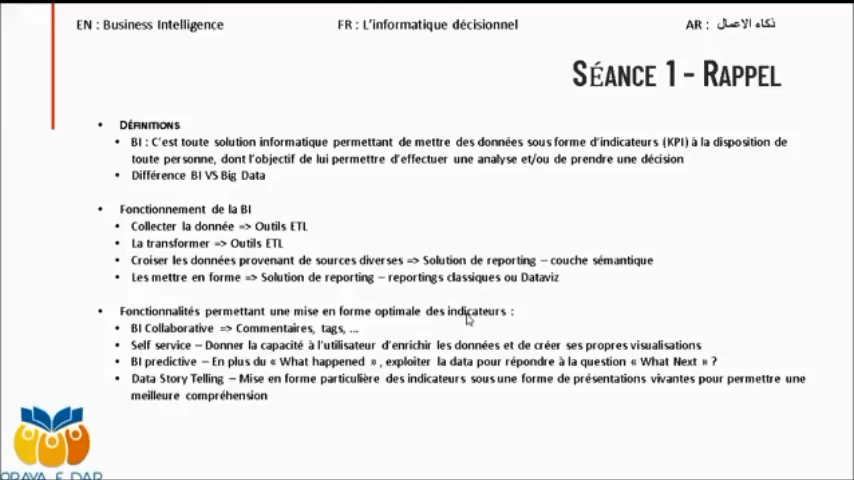 EN : Business Intelligence
FR : L'informatique décisionnel
AR : ذكاء الاعمال
SÉANCE 1 - RAPPEL
• DÉFINITIONS
• BI : C'est toute solution informatique permettant de mettre des données sous forme d'indicateurs (KPI) à la disposition de
toute personne, dont l'objectif de lui permettre d'effectuer une analyse et/ou de prendre une décision
• Différence BI VS Big Data
• Fonctionnement de la BI
• Collecter la donnée => Outils ETL
• La transformer => Outils ETL
• Croiser les données provenant de sources diverses => Solution de reporting – couche sémantique
• Les mettre en forme => Solution de reporting – reportings classiques ou Dataviz
• Fonctionnalités permettant une mise en forme optimale des indicateurs :
• BI Collaborative => Commentaires, tags, ...
• Self service – Donner la capacité à l'utilisateur d'enrichir les données et de créer ses propres visualisations
• BI predictive – En plus du « What happened » , exploiter la data pour répondre à la question « What Next » ?
• Data Story Telling – Mise en forme particulière des indicateurs sous une forme de présentations vivantes pour permettre une
meilleure compréhension